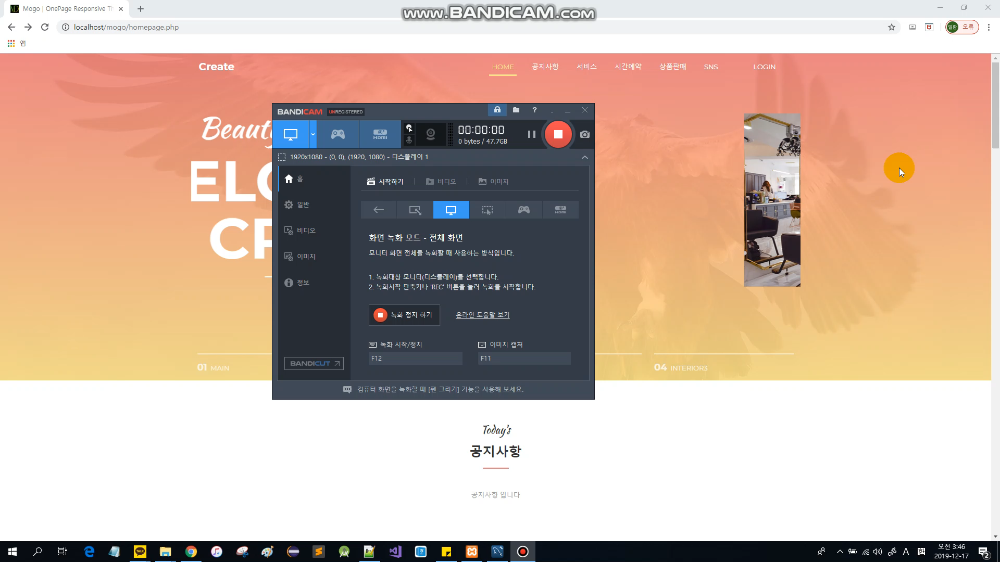 Mogo | OnePage Responsive Th
www.BANDICAM.com
localhost/mogo/homepage.php
일환 오류
앱
Create
HOME 공지사항 서비스 시간예약 상품판매 SNS LOGIN
BANDICAM UNREGISTERED
?
HDMI
00:00:00
0 bytes / 47.7GB
1920x1080 - (0, 0), (1920, 1080) - 디스플레이 1
홈
일반
비디오
이미지
정보
BANDICUT
시작하기 비디오 이미지
HDMI
화면 녹화 모드 - 전체 화면
모니터 화면 전체를 녹화할 때 사용하는 방식입니다.
1. 녹화대상 모니터(디스플레이)를 선택합니다.
2. 녹화시작 단축키나 'REC' 버튼을 눌러 녹화를 시작합니다.
녹화 정지 하기 온라인 도움말 보기
녹화 시작/정지 이미지 캡처
F12 F11
컴퓨터 화면을 녹화할 때 [펜 그리기] 기능을 사용해 보세요.
01 MAIN
04 INTERIOR3
Today's
공지사항
공지사항 입니다
TALK
A 한
오전 3:46
2019-12-17
2